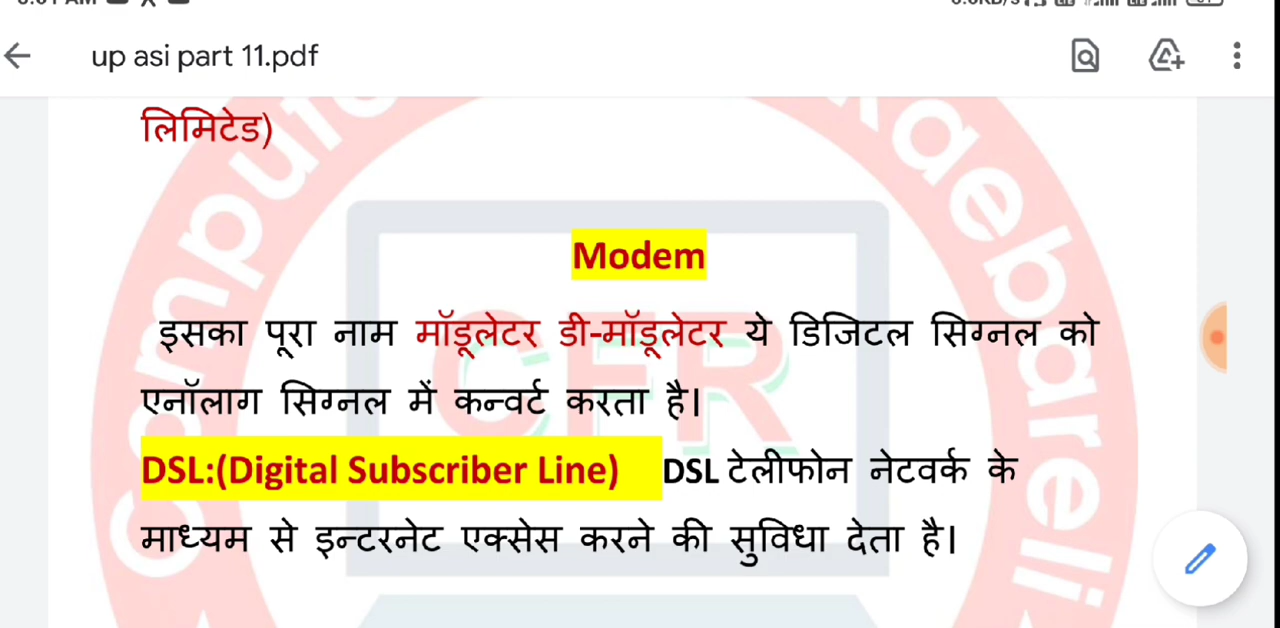 up asi part 11.pdf
लिमिटेड)
Modem
इसका पूरा नाम मॉडूलेटर डी-मॉडूलेटर ये डिजिटल सिग्नल को
एनॉलाग सिग्नल में कन्वर्ट करता है।
DSL:(Digital Subscriber Line) DSL टेलीफोन नेटवर्क के
माध्यम से इन्टरनेट एक्सेस करने की सुविधा देता है।
CFR